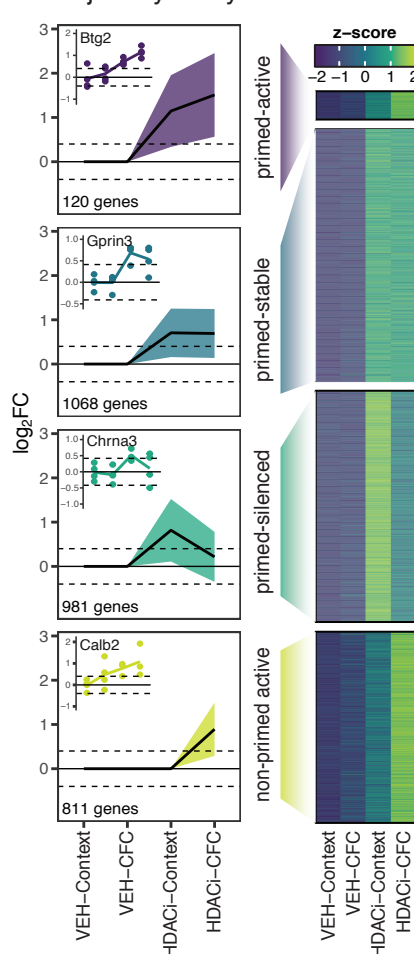 z-score
−2 −1 0 1 2
log2FC
3
2
1
0
Btg2
2
1
0
−1
120 genes
primed-active
3
2
1
0
Gprin3
1.0
0.5
0.0
−0.5
1068 genes
primed-stable
3
2
1
0
Chrna3
1.0
0.5
0.0
−0.5
−1.0
981 genes
primed-silenced
3
2
1
0
Calb2
2
1
0
−1
811 genes
non-primed active
VEH−Context
VEH−CFC
HDACi−Context
HDACi−CFC
VEH−Context
VEH−CFC
HDACi−Context
HDACi−CFC